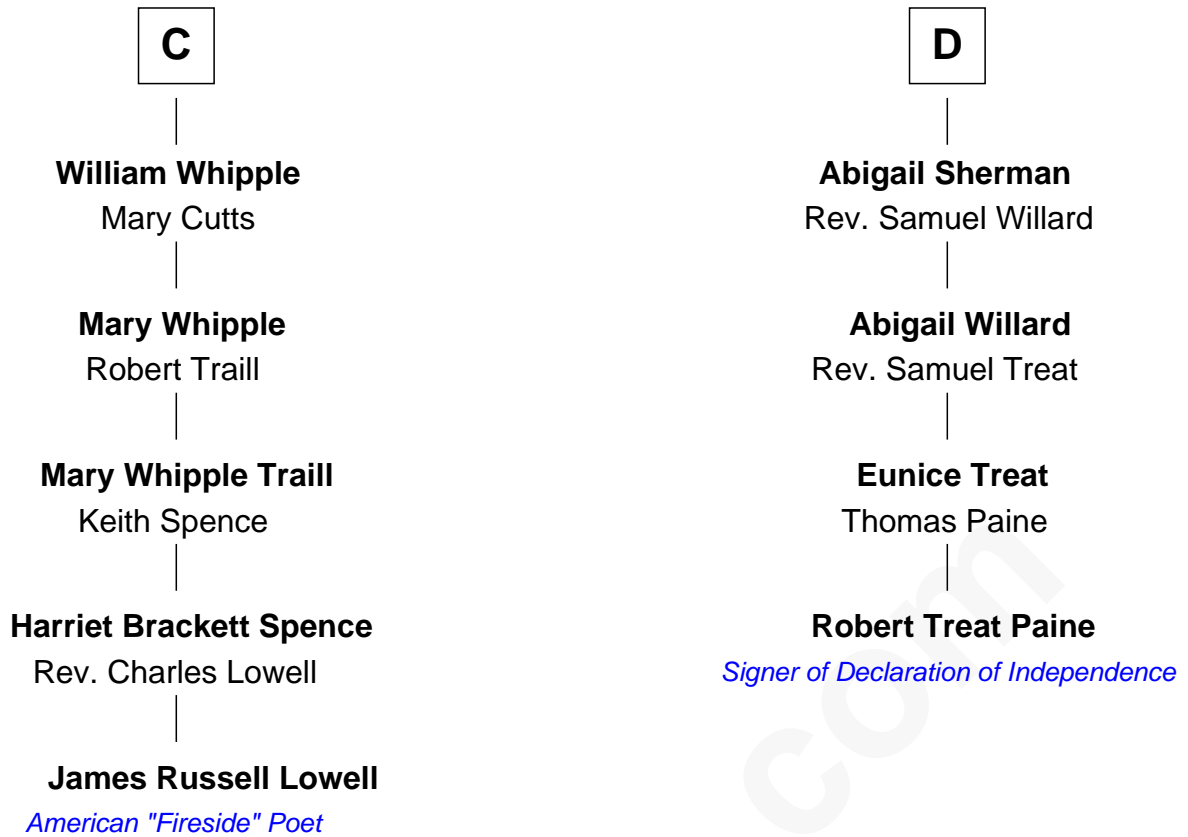 C
William Whipple
Mary Cutts
Mary Whipple
Robert Traill
Mary Whipple Traill
Keith Spence
Harriet Brackett Spence
Rev. Charles Lowell
James Russell Lowell
American "Fireside" Poet
D
Abigail Sherman
Rev. Samuel Willard
Abigail Willard
Rev. Samuel Treat
Eunice Treat
Thomas Paine
Robert Treat Paine
Signer of Declaration of Independence
com